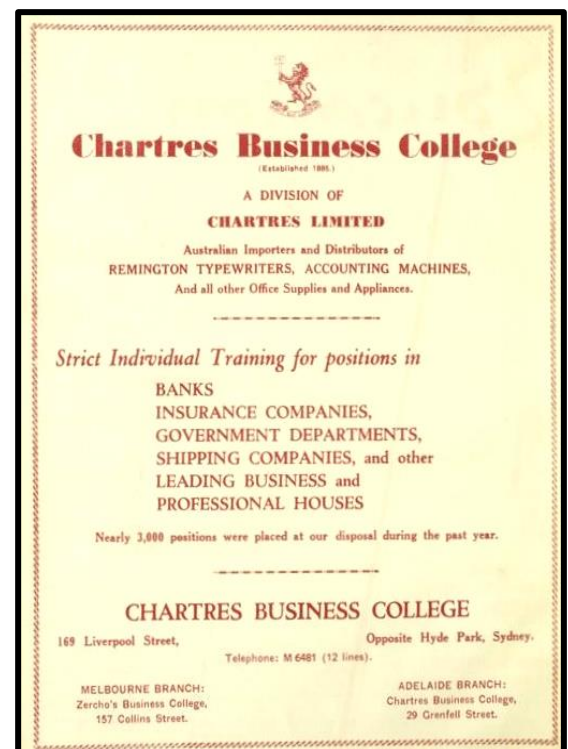 Chartres Business College
(Established 1885.)
A DIVISION OF
CHARTRES LIMITED
Australian Importers and Distributors of
REMINGTON TYPEWRITERS, ACCOUNTING MACHINES,
And all other Office Supplies and Appliances.
Strict Individual Training for positions in
BANKS
INSURANCE COMPANIES,
GOVERNMENT DEPARTMENTS,
SHIPPING COMPANIES, and other
LEADING BUSINESS and
PROFESSIONAL HOUSES
Nearly 3,000 positions were placed at our disposal during the past year.
CHARTRES BUSINESS COLLEGE
169 Liverpool Street, Opposite Hyde Park, Sydney.
Telephone: M 6481 (12 lines).
MELBOURNE BRANCH:
Zercho's Business College,
157 Collins Street.
ADELAIDE BRANCH:
Chartres Business College,
29 Grenfell Street.